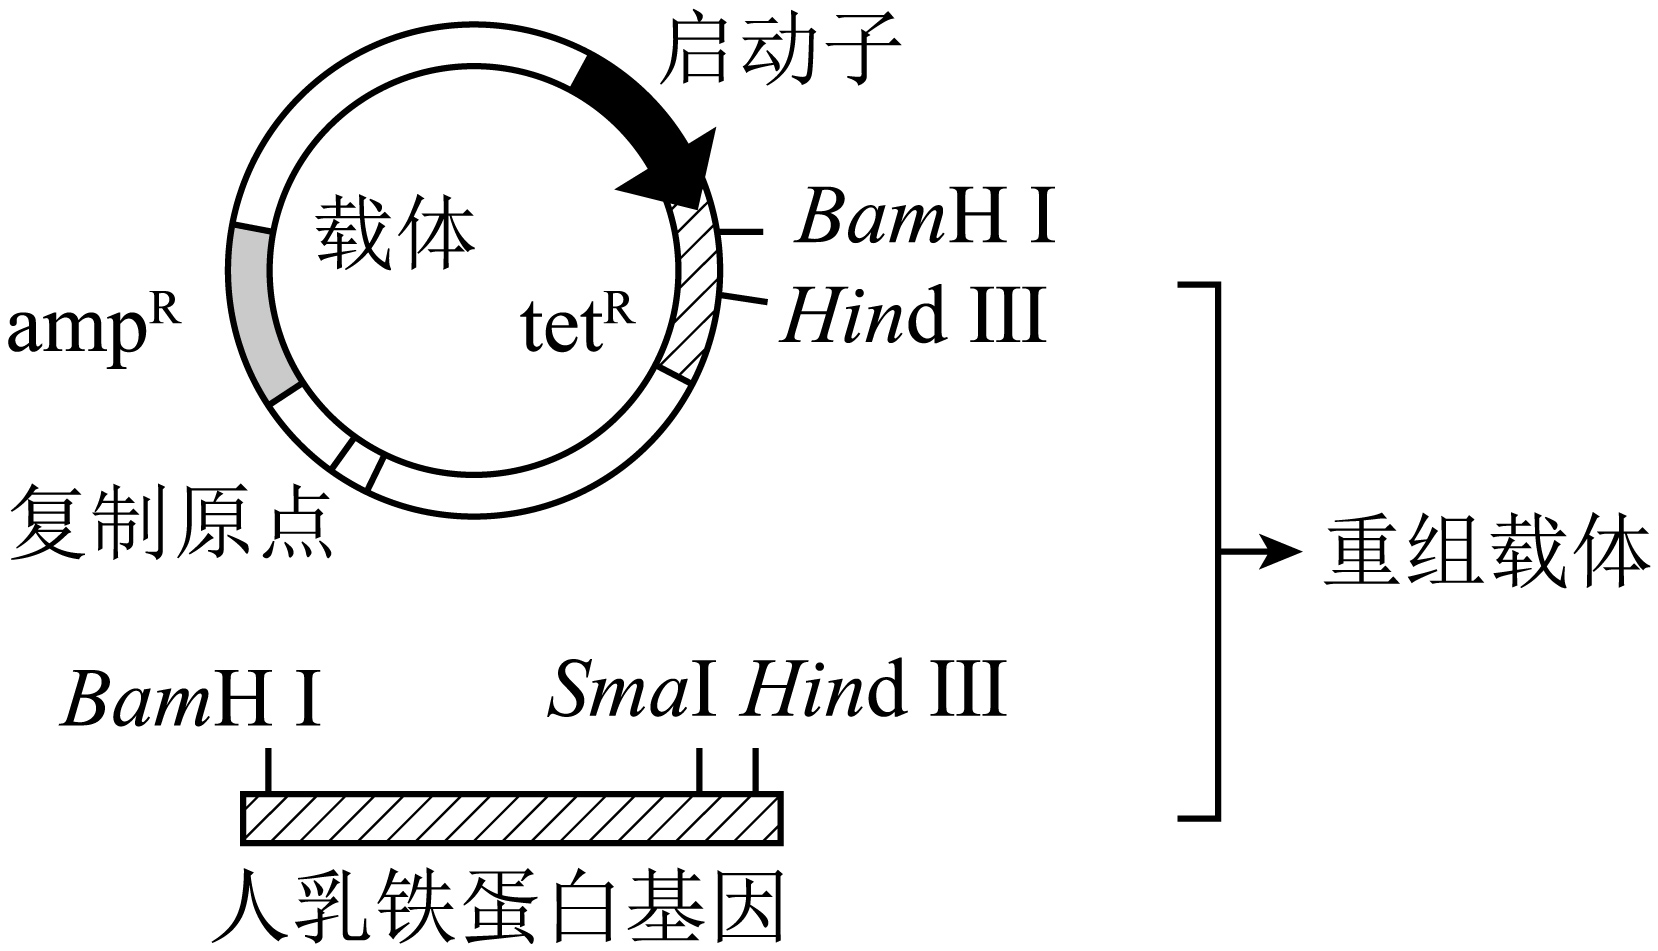 启动子
载体
BamH I
ampᴿ
tetᴿ
Hind III
复制原点
重组载体
BamH I
SmaI Hind III
人乳铁蛋白基因